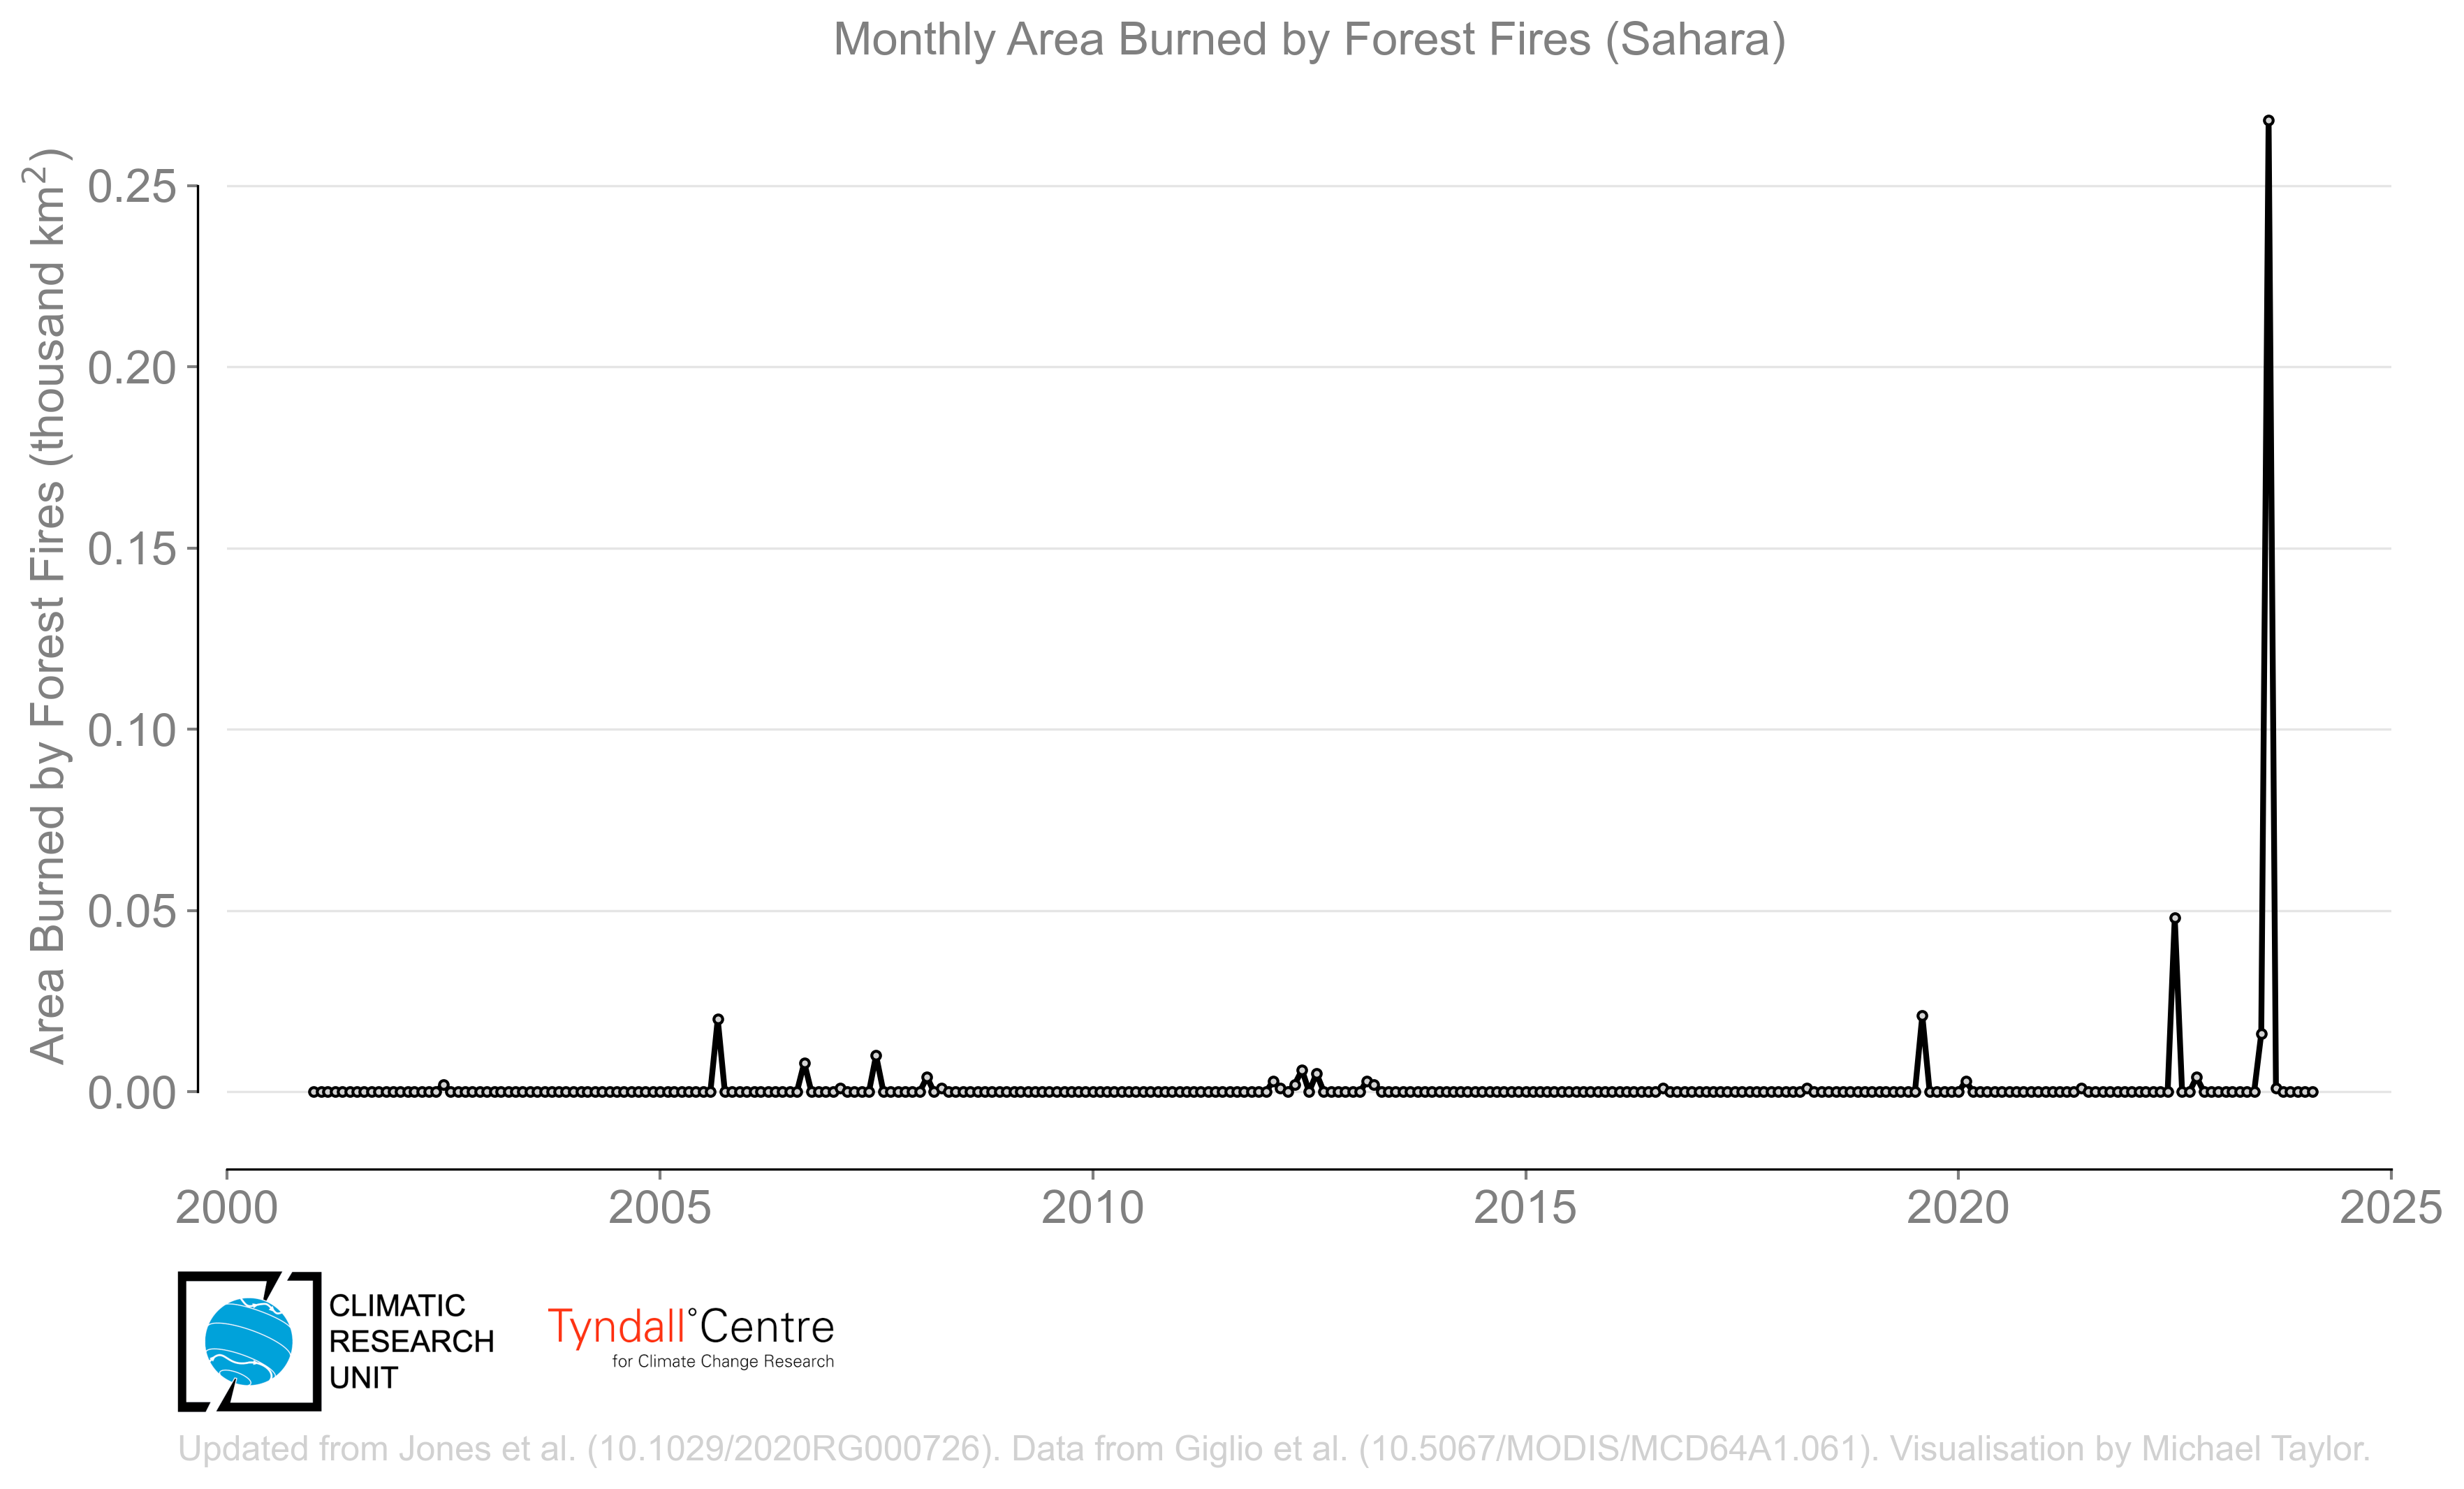 Monthly Area Burned by Forest Fires (Sahara)
Area Burned by Forest Fires (thousand km²)
0.25
0.20
0.15
0.10
0.05
0.00
2000 2005 2010 2015 2020 2025
CLIMATIC
RESEARCH
UNIT
Tyndall°Centre
for Climate Change Research
Updated from Jones et al. (10.1029/2020RG000726). Data from Giglio et al. (10.5067/MODIS/MCD64A1.061). Visualisation by Michael Taylor.